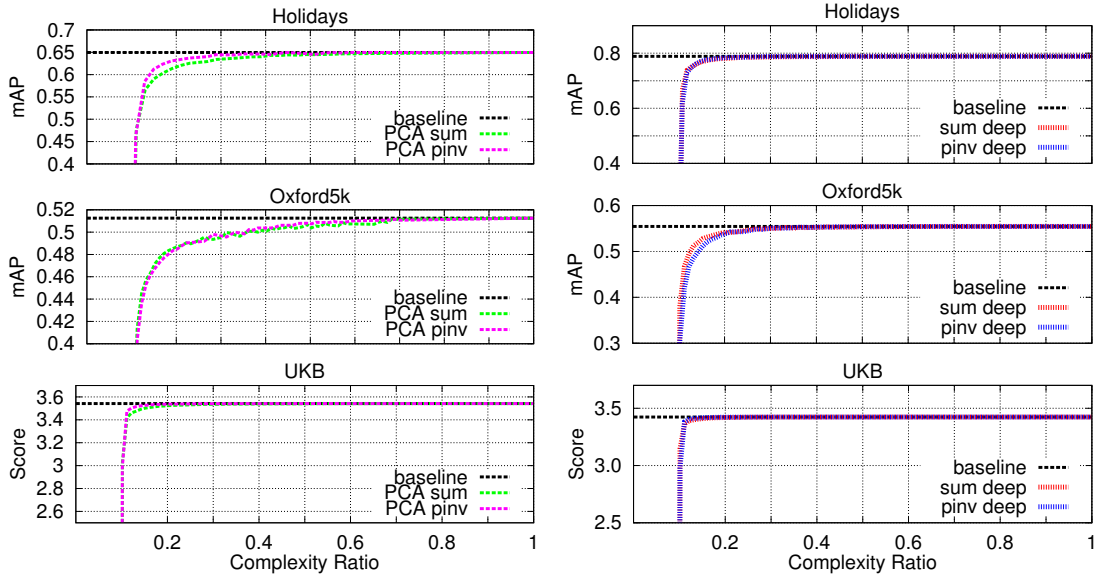 Holidays
0.7
0.65
0.6
0.55
0.5
0.45
0.4
mAP
baseline
PCA sum
PCA pinv
Oxford5k
0.52
0.5
0.48
0.46
0.44
0.42
0.4
mAP
baseline
PCA sum
PCA pinv
UKB
3.6
3.4
3.2
3
2.8
2.6
Score
baseline
PCA sum
PCA pinv
0.2 0.4 0.6 0.8 1
Complexity Ratio
Holidays
0.8
0.6
0.8
0.4
mAP
baseline
sum deep
pinv deep
Oxford5k
0.6
0.5
0.4
0.3
mAP
baseline
sum deep
pinv deep
UKB
3.5
3.0
2.5
Score
baseline
sum deep
pinv deep
0.2 0.4 0.6 0.8 1
Complexity Ratio